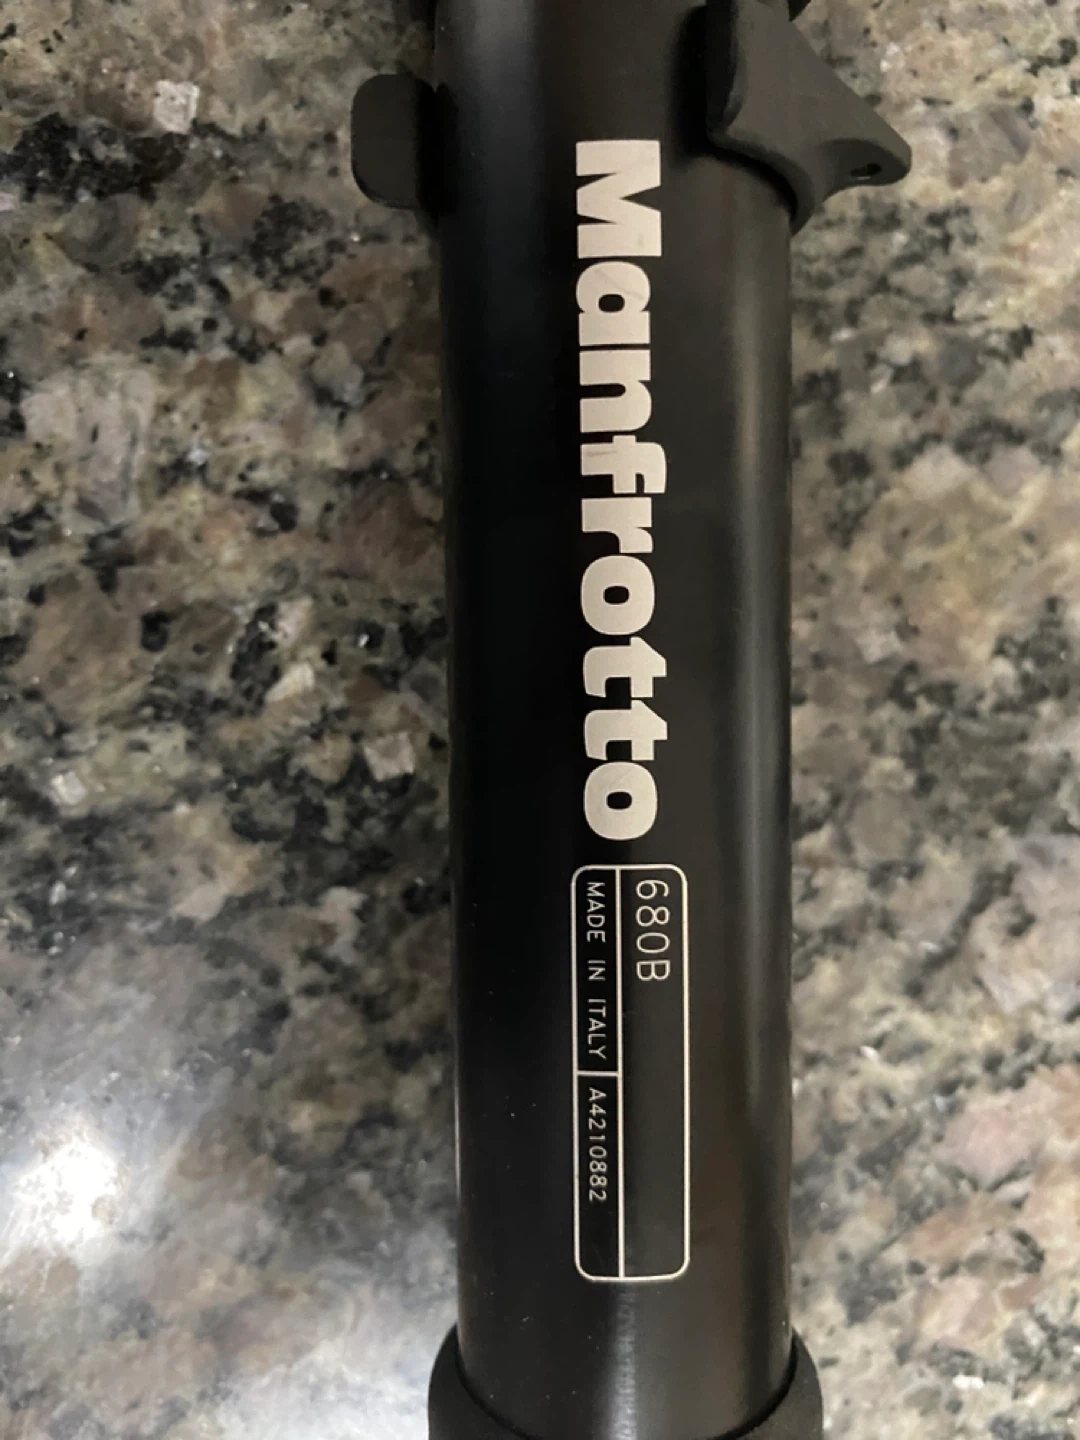 Manfrotto
680B
MADE IN ITALY A4210882